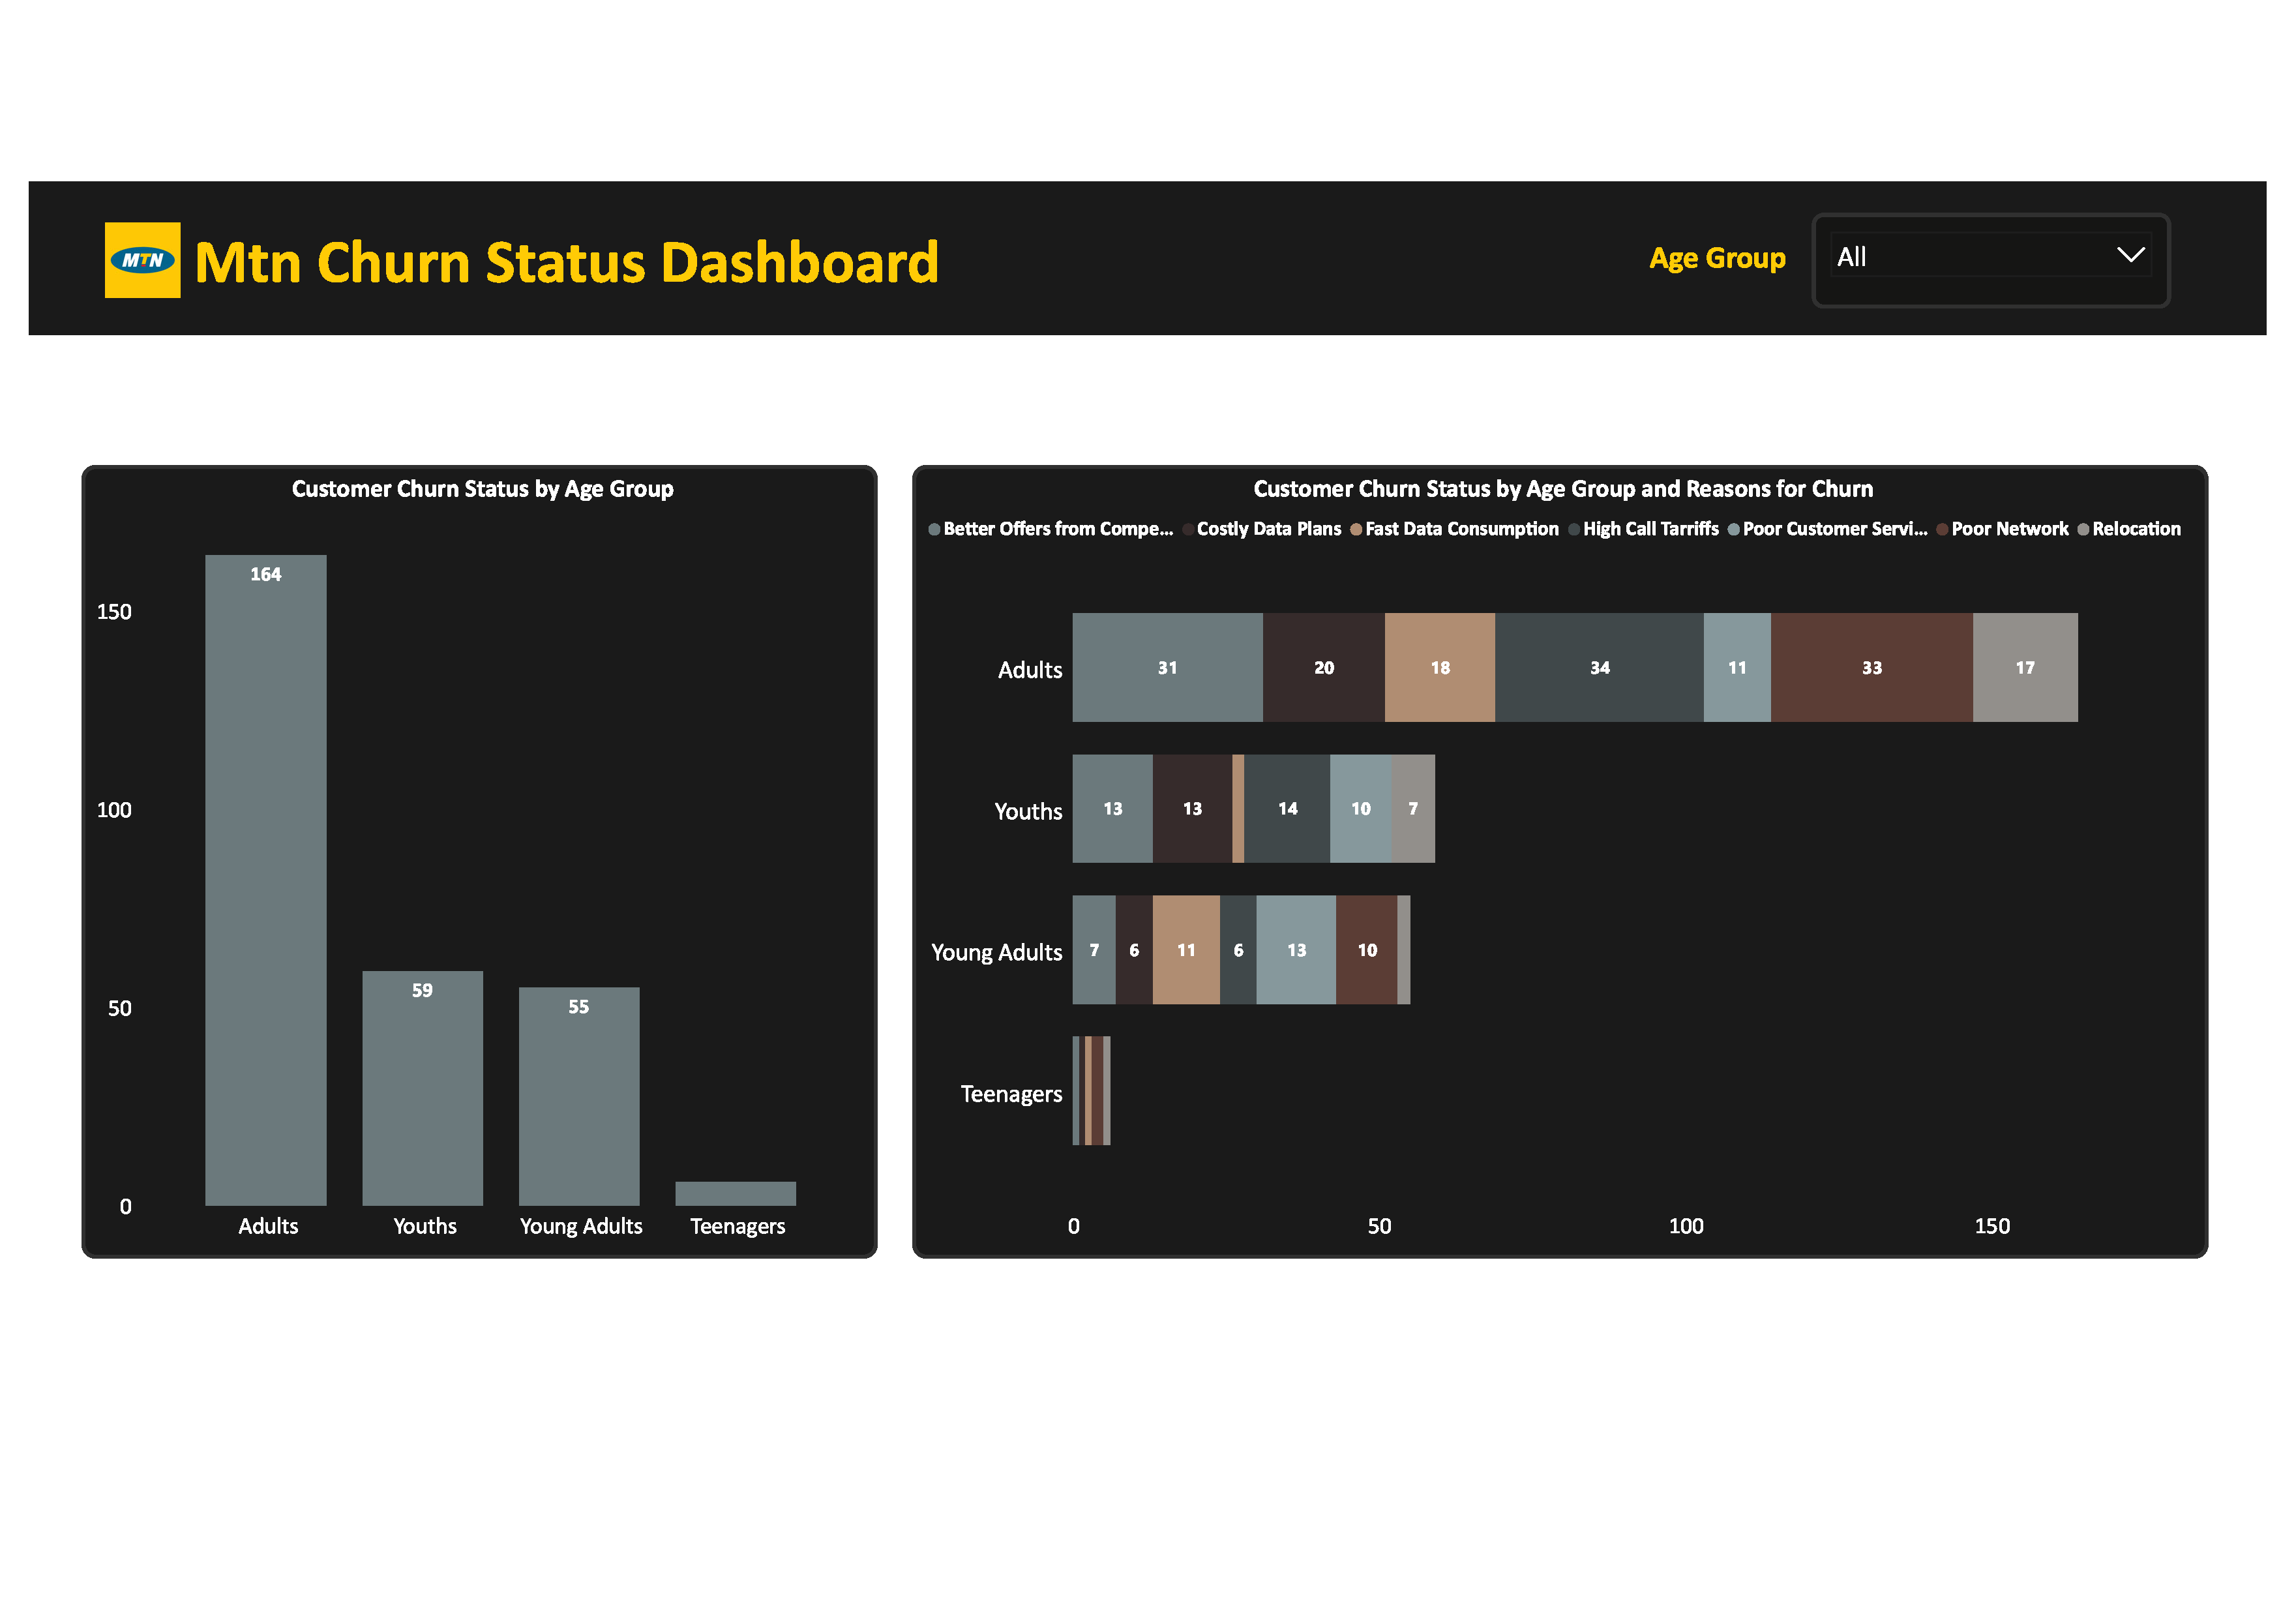 MTN Mtn Churn Status Dashboard
Age Group
All
Customer Churn Status by Age Group
150
100
50
0
164
59
55
Adults Youths Young Adults Teenagers
Customer Churn Status by Age Group and Reasons for Churn
Better Offers from Compe... Costly Data Plans Fast Data Consumption High Call Tarriffs Poor Customer Servi... Poor Network Relocation
Adults 31 20 18 34 11 33 17
Youths 13 13 14 10 7
Young Adults 7 6 11 6 13 10
Teenagers
0 50 100 150